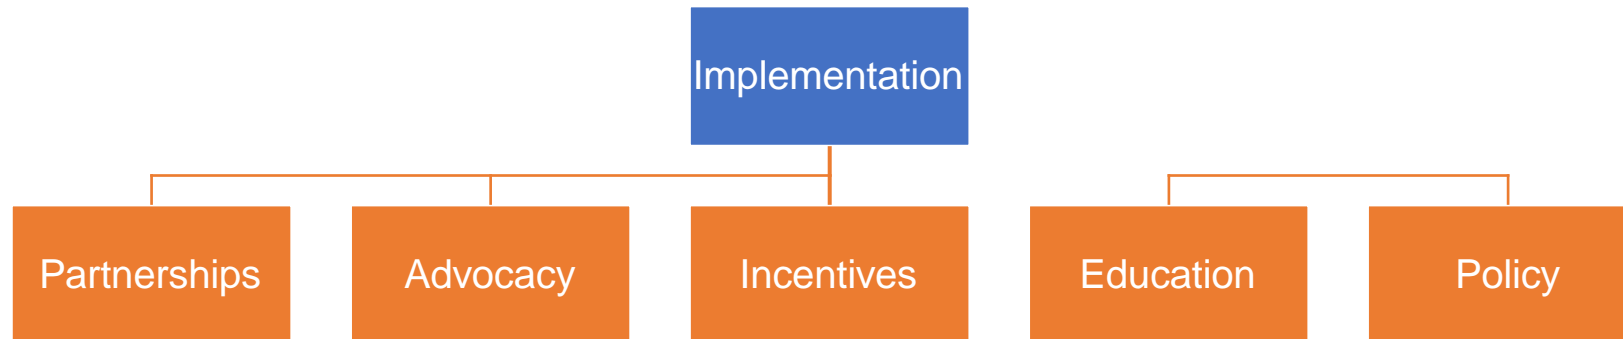 Implementation
Partnerships
Advocacy
Incentives
Education
Policy